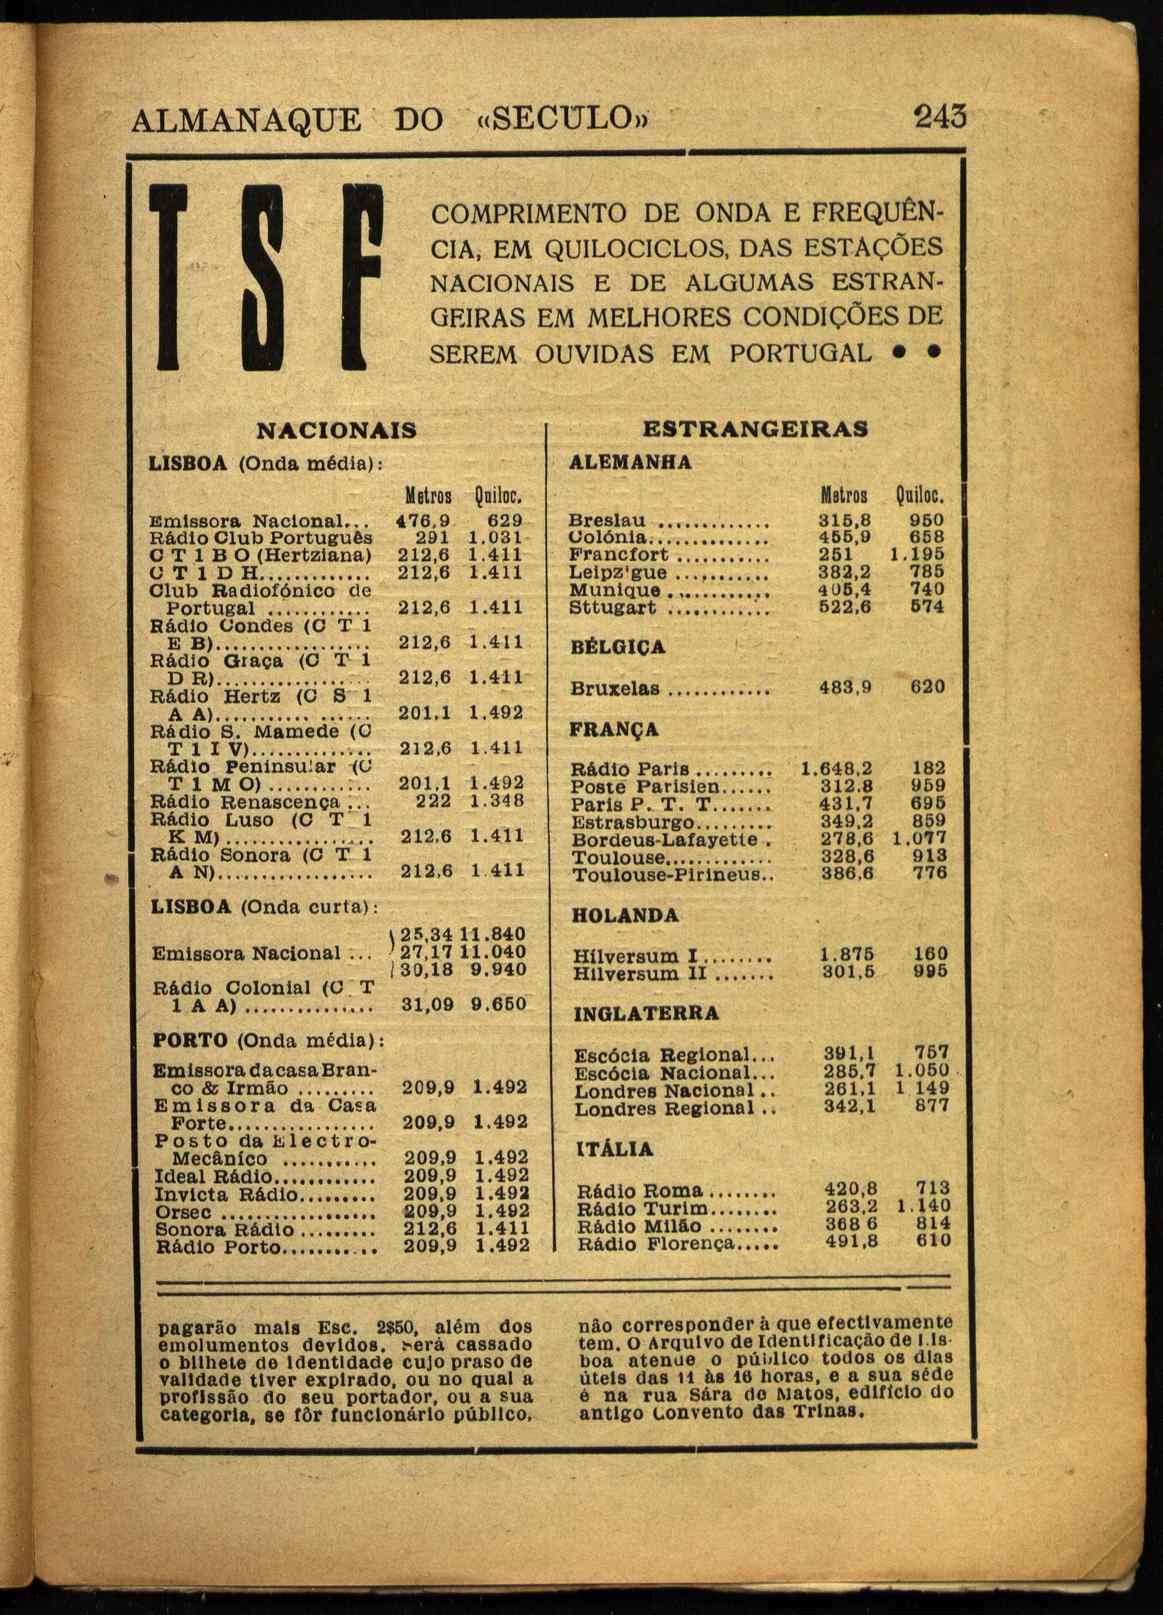 ALMANAQUE DO «SECULO» 243
T S F
COMPRIMENTO DE ONDA E FREQUÊN-
CIA, EM QUILOCICLOS, DAS ESTAÇÕES
NACIONAIS E DE ALGUMAS ESTRAN-
GEIRAS EM MELHORES CONDIÇÕES DE
SEREM OUVIDAS EM PORTUGAL ● ●
NACIONAIS
LISBOA (Onda média):
Metros Quiloc.
Emissora Nacional... 476,9 629
Rádio Club Português 291 1.031
C T 1 B O (Hertziana) 212,6 1.411
C T 1 D H............. 212,6 1.411
Club Radiofónico de
Portugal ............ 212,6 1.411
Rádio Condes (C T 1
E B).................. 212,6 1.411
Rádio Graça (C T 1
D R).................. 212,6 1.411
Rádio Hertz (C S 1
A A).................. 201,1 1.492
Rádio S. Mamede (C
T 1 I V).............. 212,6 1.411
Rádio Peninsular (C
T 1 M O) ............ 201,1 1.492
Rádio Renascença ... 222 1.348
Rádio Luso (C T 1
K M) ................. 212,6 1.411
Rádio Sonora (C T 1
A N).................. 212,6 1.411
LISBOA (Onda curta):
25,34 11.840
Emissora Nacional ... 27,17 11.040
30,18 9.940
Rádio Colonial (C T
1 A A) ............... 31,09 9.650
PORTO (Onda média):
Emissora da casa Bran-
co & Irmão ......... 209,9 1.492
Emissora da Casa
Forte................. 209,9 1.492
Posto da Electro-
Mecânico ........... 209,9 1.492
Ideal Rádio............ 209,9 1.492
Invicta Rádio......... 209,9 1.492
Orsec .................. 209,9 1.492
Sonora Rádio ......... 212,6 1.411
Rádio Porto........... 209,9 1.492
ESTRANGEIRAS
ALEMANHA
Metros Quiloc.
Breslau ............. 315,8 950
Colónia.............. 455,9 658
Francfort ........... 251 1.195
Leipz'gue ........... 382,2 785
Munique ............ 405,4 740
Sttugart ............ 522,6 574
BÉLGICA
Bruxelas ............ 483,9 620
FRANÇA
Rádio Paris ......... 1.648,2 182
Poste Parisien...... 312.8 959
Paris P. T. T....... 431,7 695
Estrasburgo......... 349,2 859
Bordeus-Lafayette . 278,6 1.077
Toulouse............. 328,6 913
Toulouse-Pirineus.. 386,6 776
HOLANDA
Hilversum I ........ 1.875 160
Hilversum II ....... 301,5 995
INGLATERRA
Escócia Regional... 391,1 757
Escócia Nacional... 285,7 1.050
Londres Nacional .. 261,1 1 149
Londres Regional .. 342,1 877
ITÁLIA
Rádio Roma ........ 420,8 713
Rádio Turim........ 263,2 1.140
Rádio Milão ........ 368 6 814
Rádio Florença..... 491,8 610
pagarão mais Esc. 2$50, além dos
emolumentos devidos. Será cassado
o bilhete de identidade cujo praso de
validade tiver expirado, ou no qual a
profissão do seu portador, ou a sua
categoria, se fôr funcionário público,
não corresponder à que efectivamente
tem. O Arquivo de Identificação de Lis-
boa atende o público todos os dias
úteis das 11 às 16 horas, e a sua séde
é na rua Sára de Matos, edifício do
antigo Convento das Trinas.